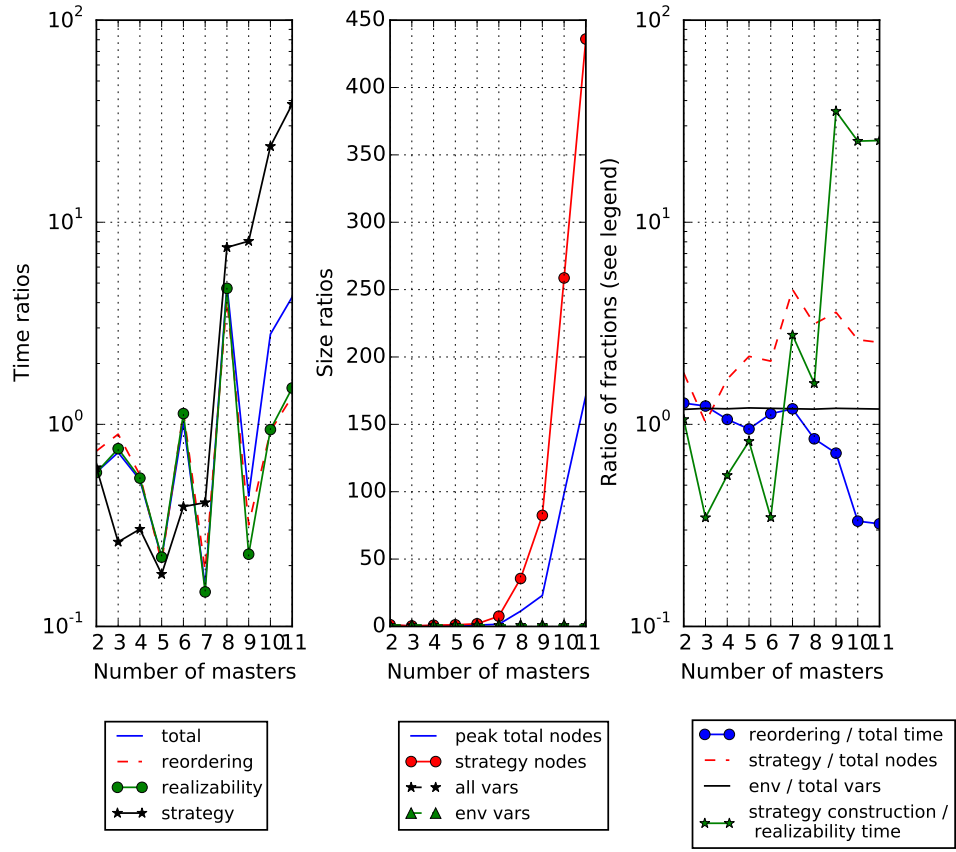 10^2
10^1
10^0
10^-1
Time ratios
2 3 4 5 6 7 8 9 10 11
Number of masters
total
reordering
realizability
strategy
450
400
350
300
250
200
150
100
50
0
Size ratios
2 3 4 5 6 7 8 9 10 11
Number of masters
peak total nodes
strategy nodes
all vars
env vars
10^2
10^1
10^0
10^-1
Ratios of fractions (see legend)
2 3 4 5 6 7 8 9 10 11
Number of masters
reordering / total time
strategy / total nodes
env / total vars
strategy construction /
realizability time